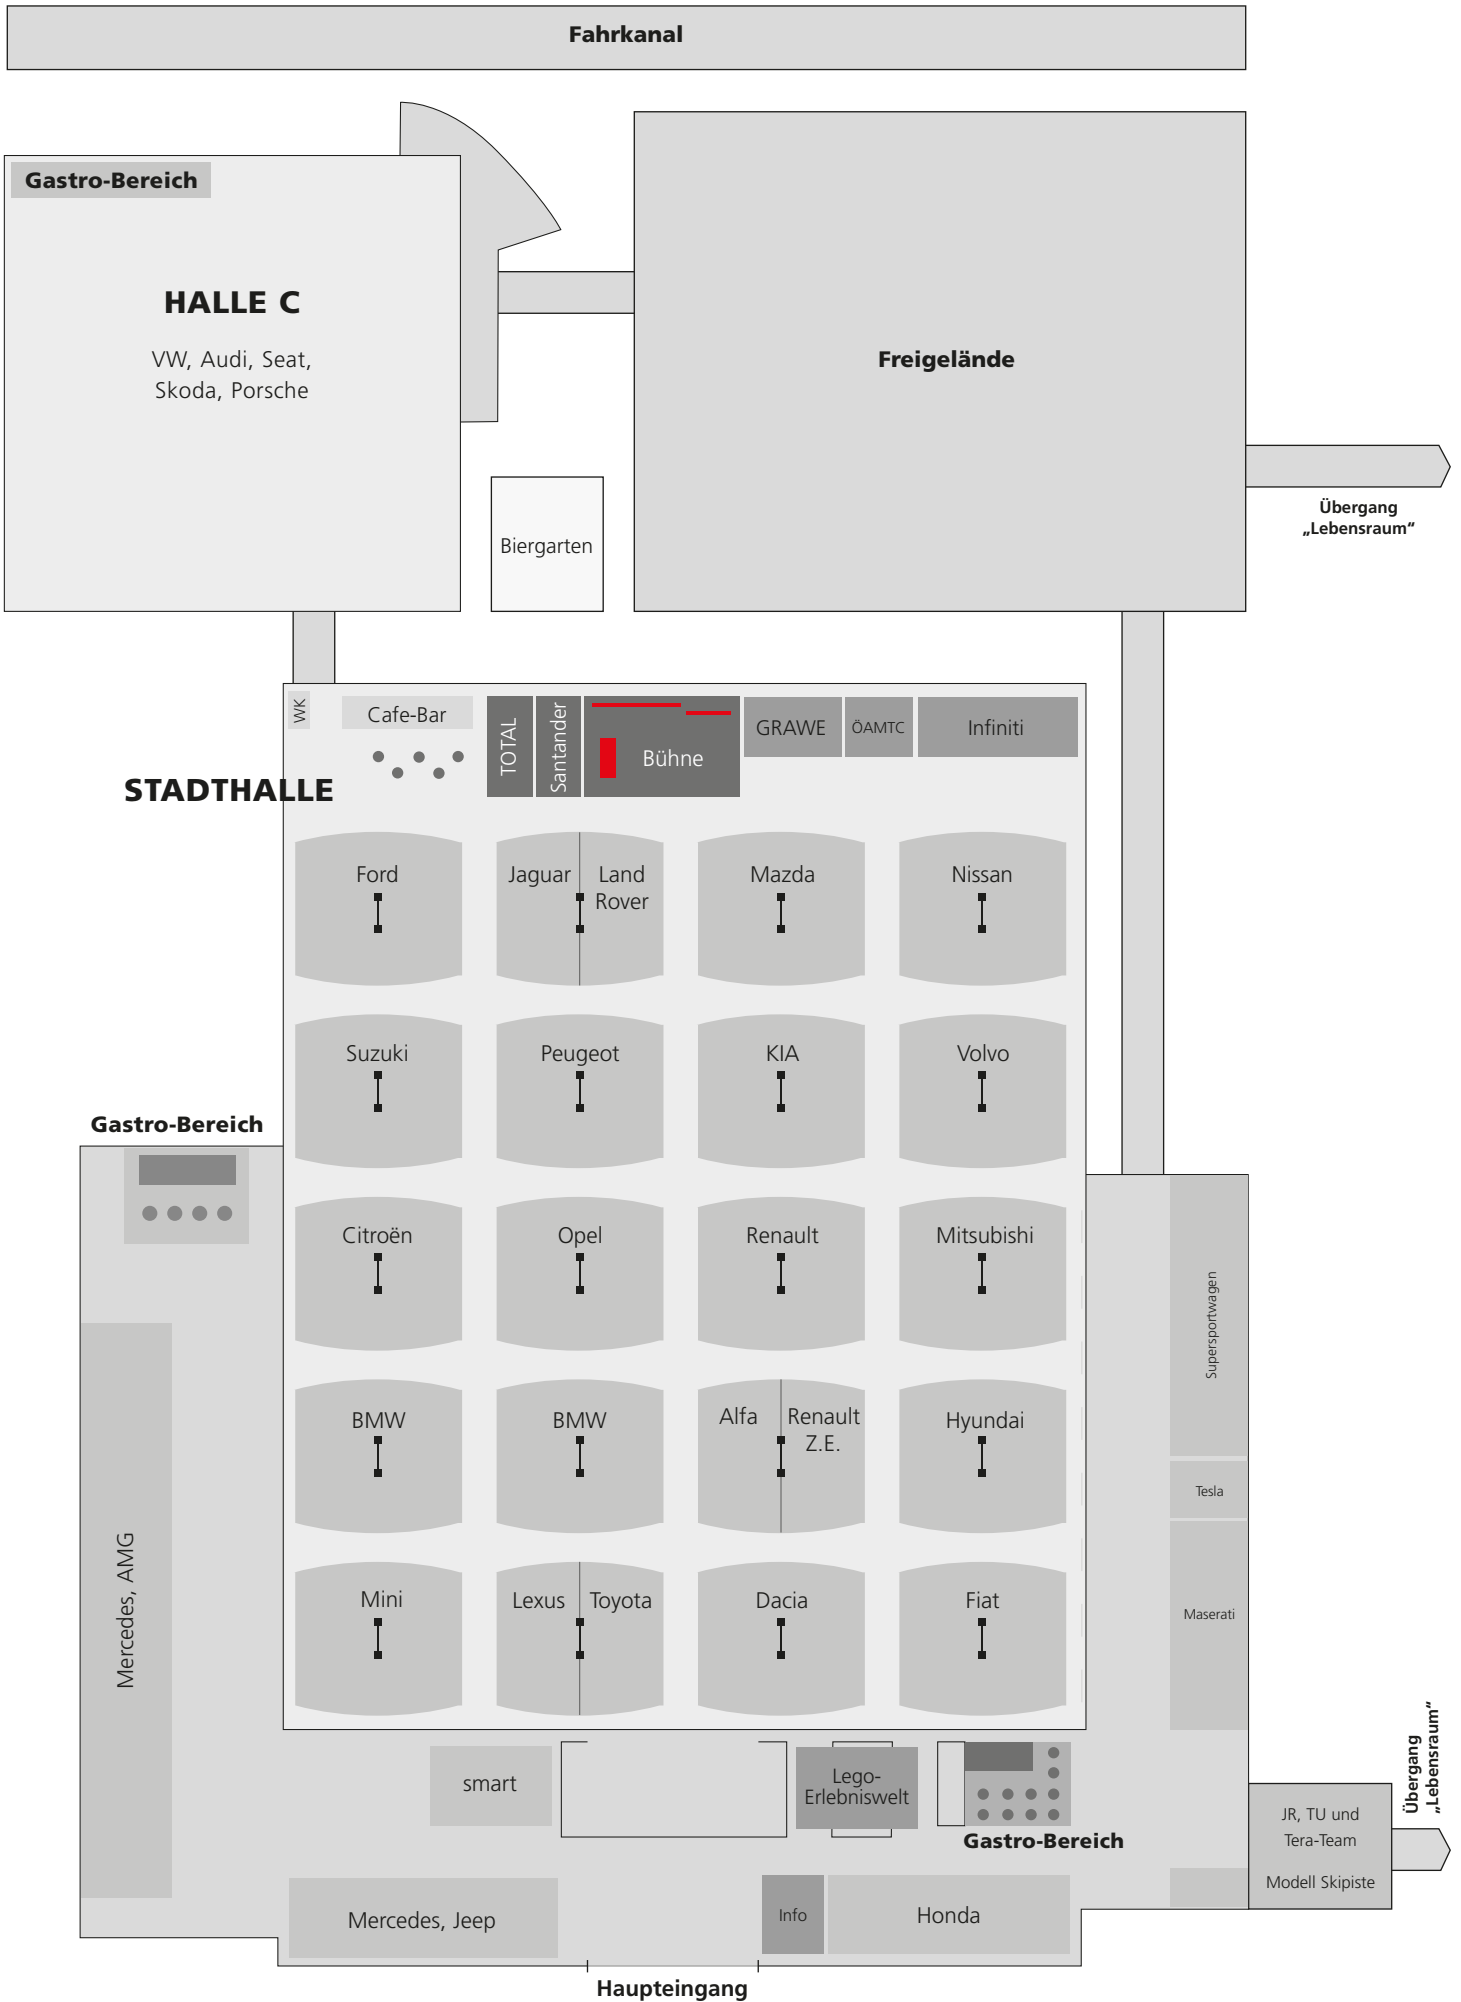 Fahrkanal
Gastro-Bereich
HALLE C
VW, Audi, Seat,
Skoda, Porsche
Freigelände
Übergang
„Lebensraum“
Biergarten
WK
Cafe-Bar
TOTAL
Santander
Bühne
GRAWE
ÖAMTC
Infiniti
STADTHALLE
Ford
Jaguar
Land
Rover
Mazda
Nissan
Suzuki
Peugeot
KIA
Volvo
Gastro-Bereich
Citroën
Opel
Renault
Mitsubishi
Supersportwagen
BMW
BMW
Alfa
Renault
Z.E.
Hyundai
Tesla
Mercedes, AMG
Mini
Lexus
Toyota
Dacia
Fiat
Maserati
smart
Lego-
Erlebniswelt
Gastro-Bereich
Übergang
„Lebensraum“
JR, TU und
Tera-Team
Modell Skipiste
Mercedes, Jeep
Info
Honda
Haupteingang